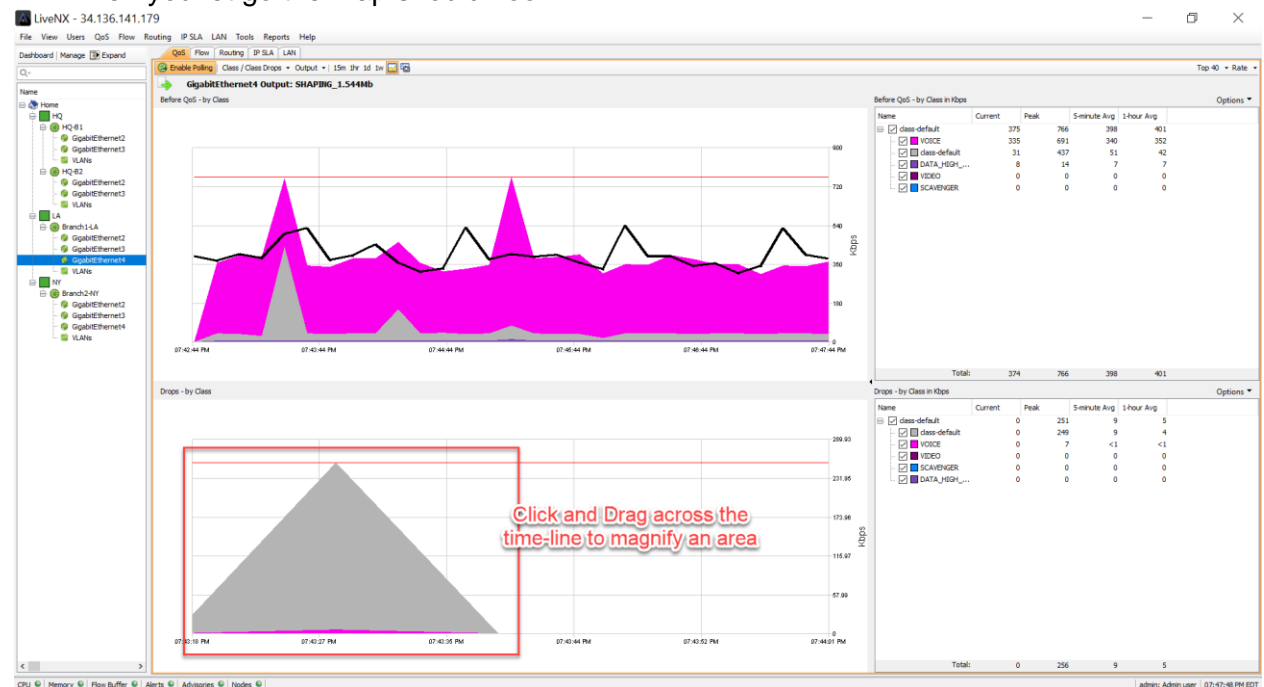 LiveNX - 34.136.141.179
File View Users QoS Flow Routing IP SLA LAN Tools Reports Help
Dashboard | Manage Expand
QoS Flow Routing IP SLA LAN
Enable Polling Class / Class Drops Output 15m 1hr 1d 1w Top 40 Rate
GigabitEthernet4 Output: SHAPING_1.544Mb
Name
Home
HQ
HQ-B1
GigabitEthernet2
GigabitEthernet3
VLANs
HQ-B2
GigabitEthernet2
GigabitEthernet3
VLANs
LA
Branch1-LA
GigabitEthernet2
GigabitEthernet3
GigabitEthernet4
VLANs
NY
Branch2-NY
GigabitEthernet2
GigabitEthernet3
GigabitEthernet4
VLANs
Before QoS - by Class
900
720
540
360
180
0
Kbps
07:42:44 PM 07:43:44 PM 07:44:44 PM 07:45:44 PM 07:46:44 PM 07:47:44 PM
Before QoS - by Class in Kbps Options
Name Current Peak 5-minute Avg 1-hour Avg
class-default 375 766 398 401
VOICE 335 691 340 352
class-default 31 437 51 42
DATA_HIGH_... 8 14 7 7
VIDEO 0 0 0 0
SCAVENGER 0 0 0 0
Total: 374 766 398 401
Drops - by Class
289.93
231.95
173.96
115.97
57.99
0
Kbps
Click and Drag across the
time-line to magnify an area
07:43:18 PM 07:43:27 PM 07:43:35 PM 07:43:44 PM 07:43:52 PM 07:44:01 PM
Drops - by Class in Kbps Options
Name Current Peak 5-minute Avg 1-hour Avg
class-default 0 251 9 5
class-default 0 249 9 4
VOICE 0 7 <1 <1
VIDEO 0 0 0 0
SCAVENGER 0 0 0 0
DATA_HIGH_... 0 0 0 0
Total: 0 256 9 5
CPU Memory Flow Buffer Alerts Advisories Nodes admin: Admin user 07:47:48 PM EDT